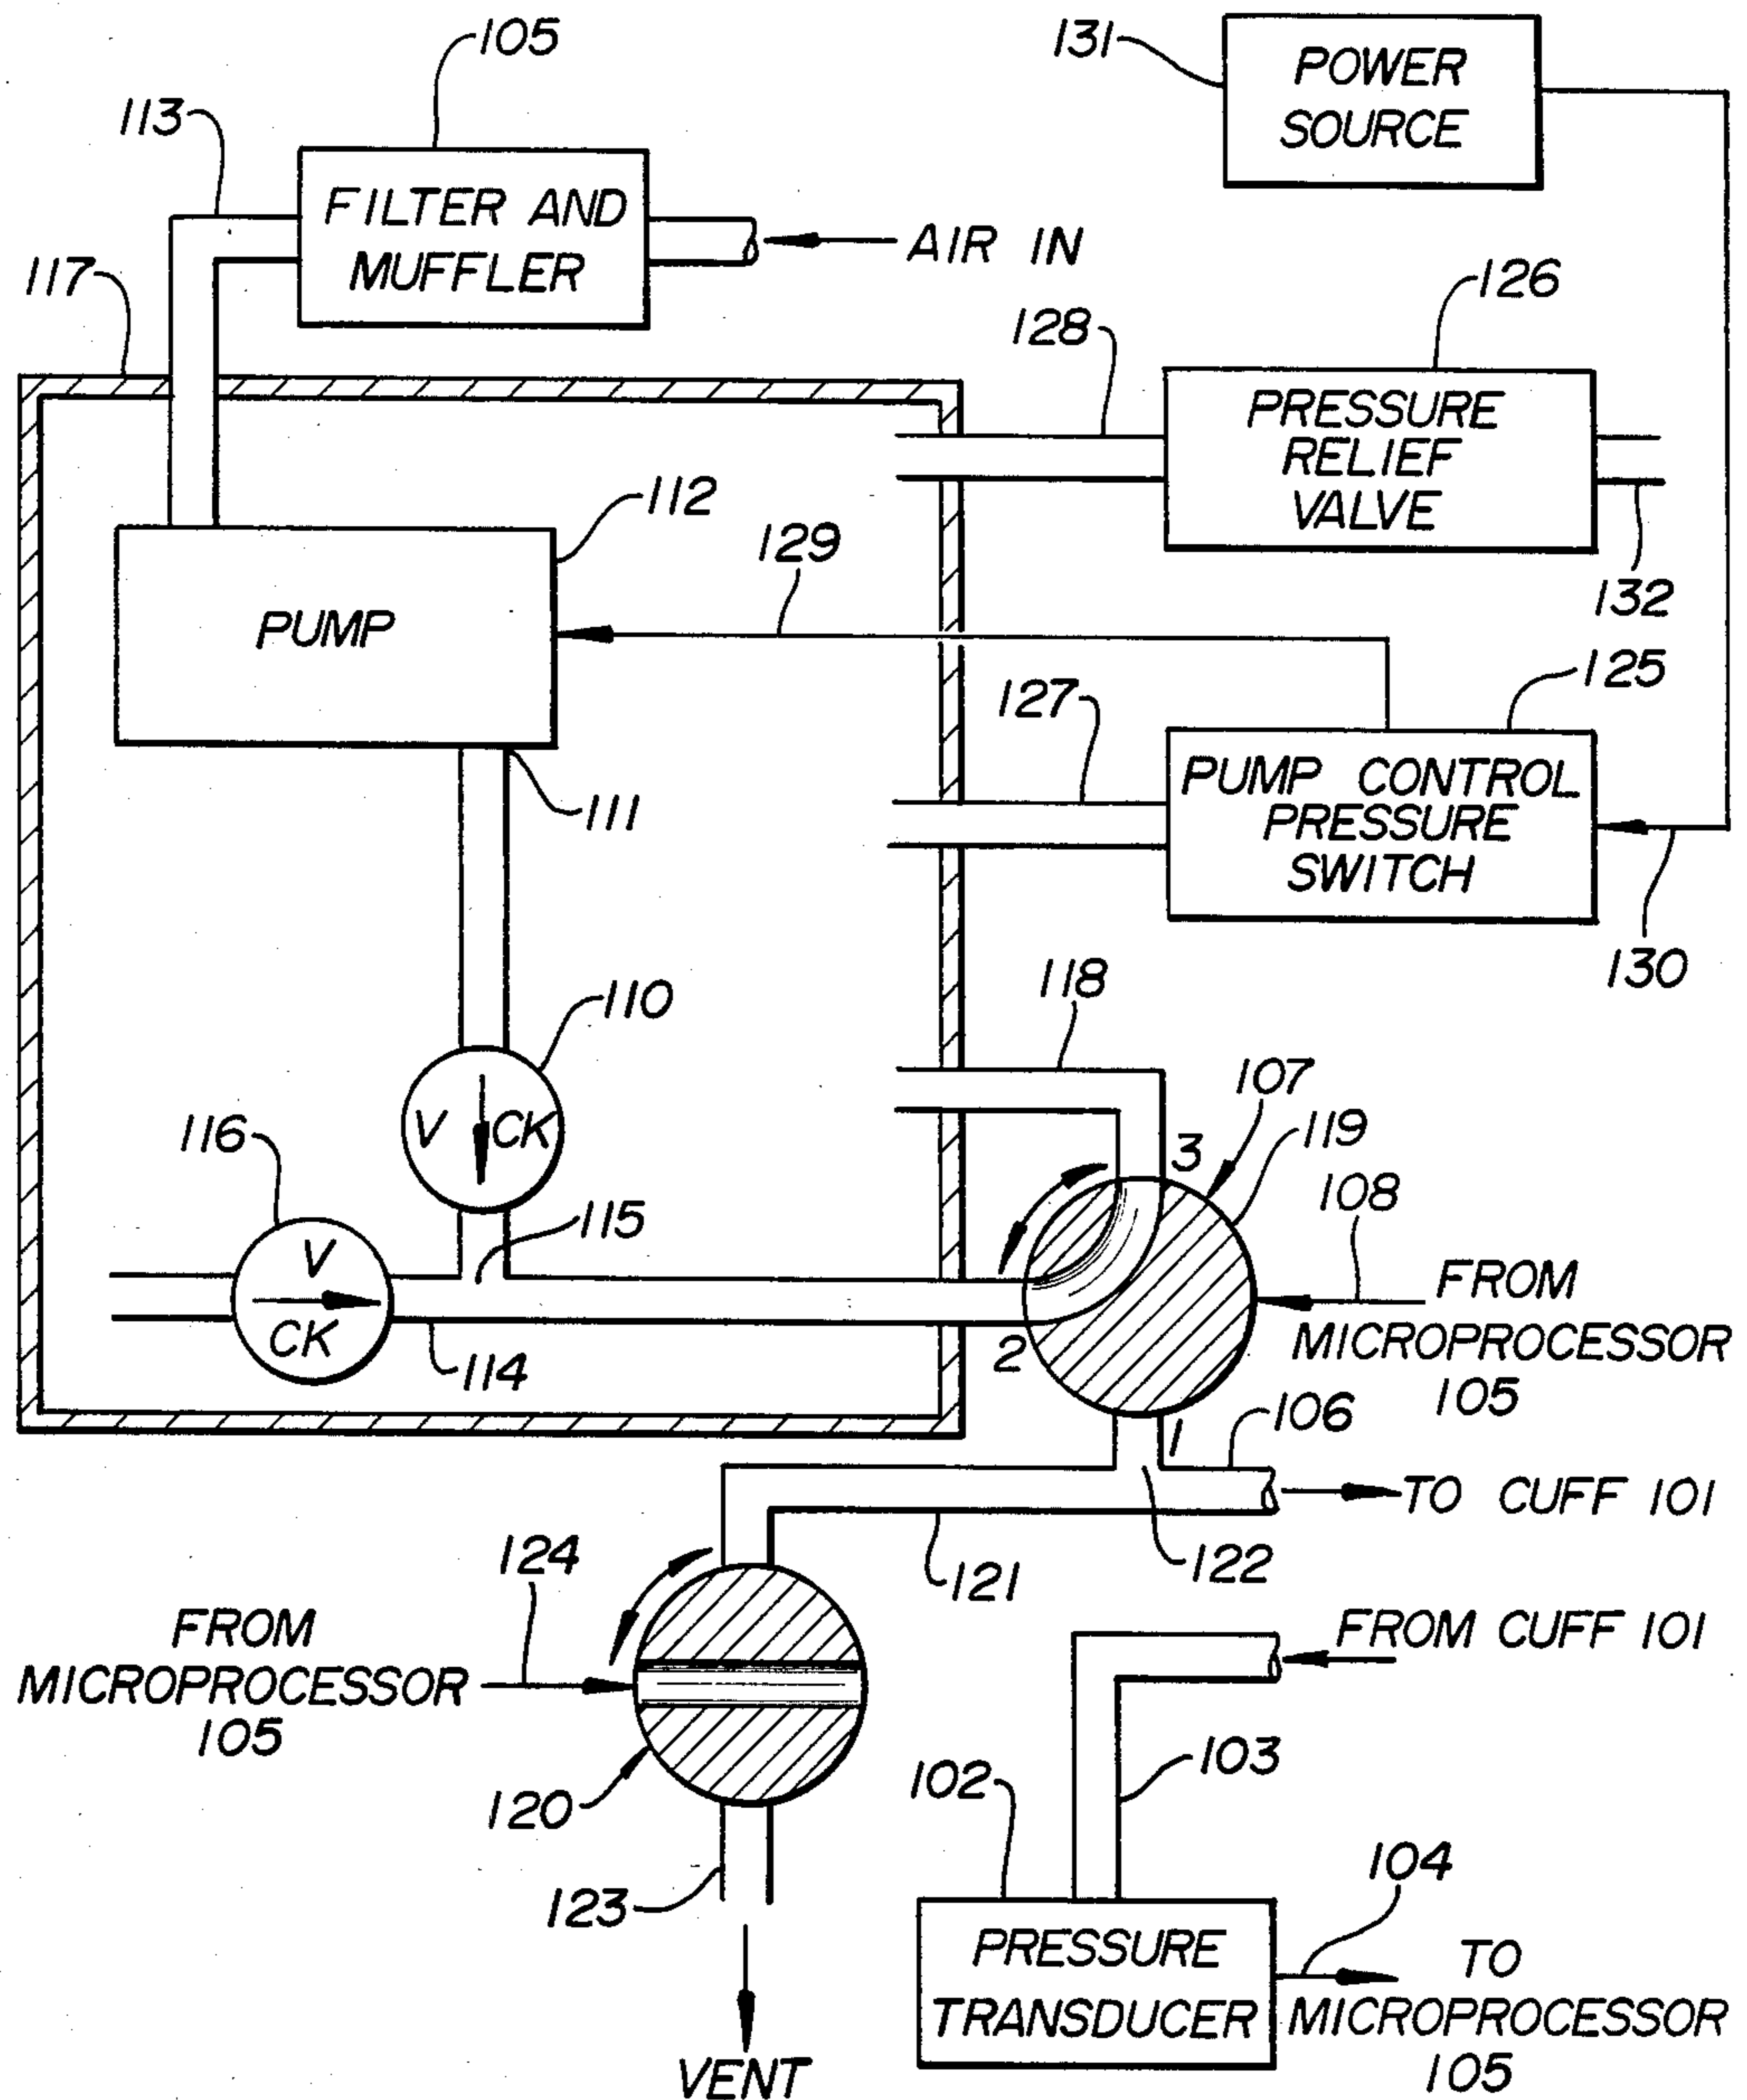 105
131
POWER
SOURCE
113
FILTER AND
MUFFLER
AIR IN
117
126
128
PRESSURE
RELIEF
VALVE
112
129
132
PUMP
125
127
PUMP CONTROL
PRESSURE
SWITCH
111
130
118
110
107
V CK
3
119
116
108
115
V
CK
FROM
MICROPROCESSOR
105
2
114
106
1
TO CUFF 101
124
121
122
FROM
MICROPROCESSOR
105
FROM CUFF 101
103
120
102
104
123
PRESSURE
TRANSDUCER
TO
MICROPROCESSOR
105
VENT